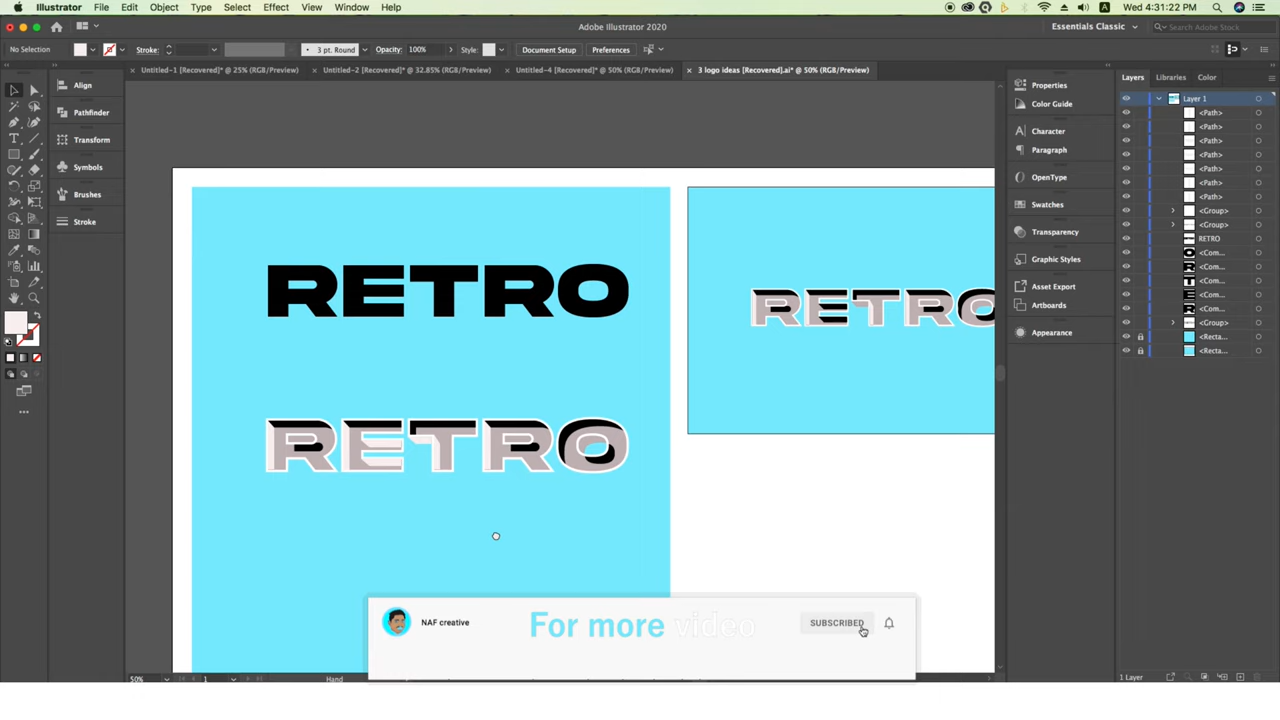 Illustrator File Edit Object Type Select Effect View Window Help A Wed 4:31:22 PM
Adobe Illustrator 2020 Essentials Classic Search Adobe Stock
No Selection Stroke: 3 pt. Round Opacity: 100% Style: Document Setup Preferences
Untitled-1 [Recovered]* @ 25% (RGB/Preview) Untitled-2 [Recovered]* @ 32.85% (RGB/Preview) Untitled-4 [Recovered]* @ 50% (RGB/Preview) 3 logo ideas [Recovered].ai* @ 50% (RGB/Preview)
Align
Pathfinder
Transform
Symbols
Brushes
Stroke
RETRO
RETRO
RETRO
Properties
Color Guide
Character
Paragraph
OpenType
Swatches
Transparency
Graphic Styles
Asset Export
Artboards
Appearance
Layers Libraries Color
Layer 1
<Path>
<Path>
<Path>
<Path>
<Path>
<Path>
<Path>
<Group>
<Group>
RETRO
<Com...
<Com...
<Com...
<Com...
<Com...
<Group>
<Recta...
<Recta...
NAF creative For more video SUBSCRIBED
50% 1 Hand 1 Layer